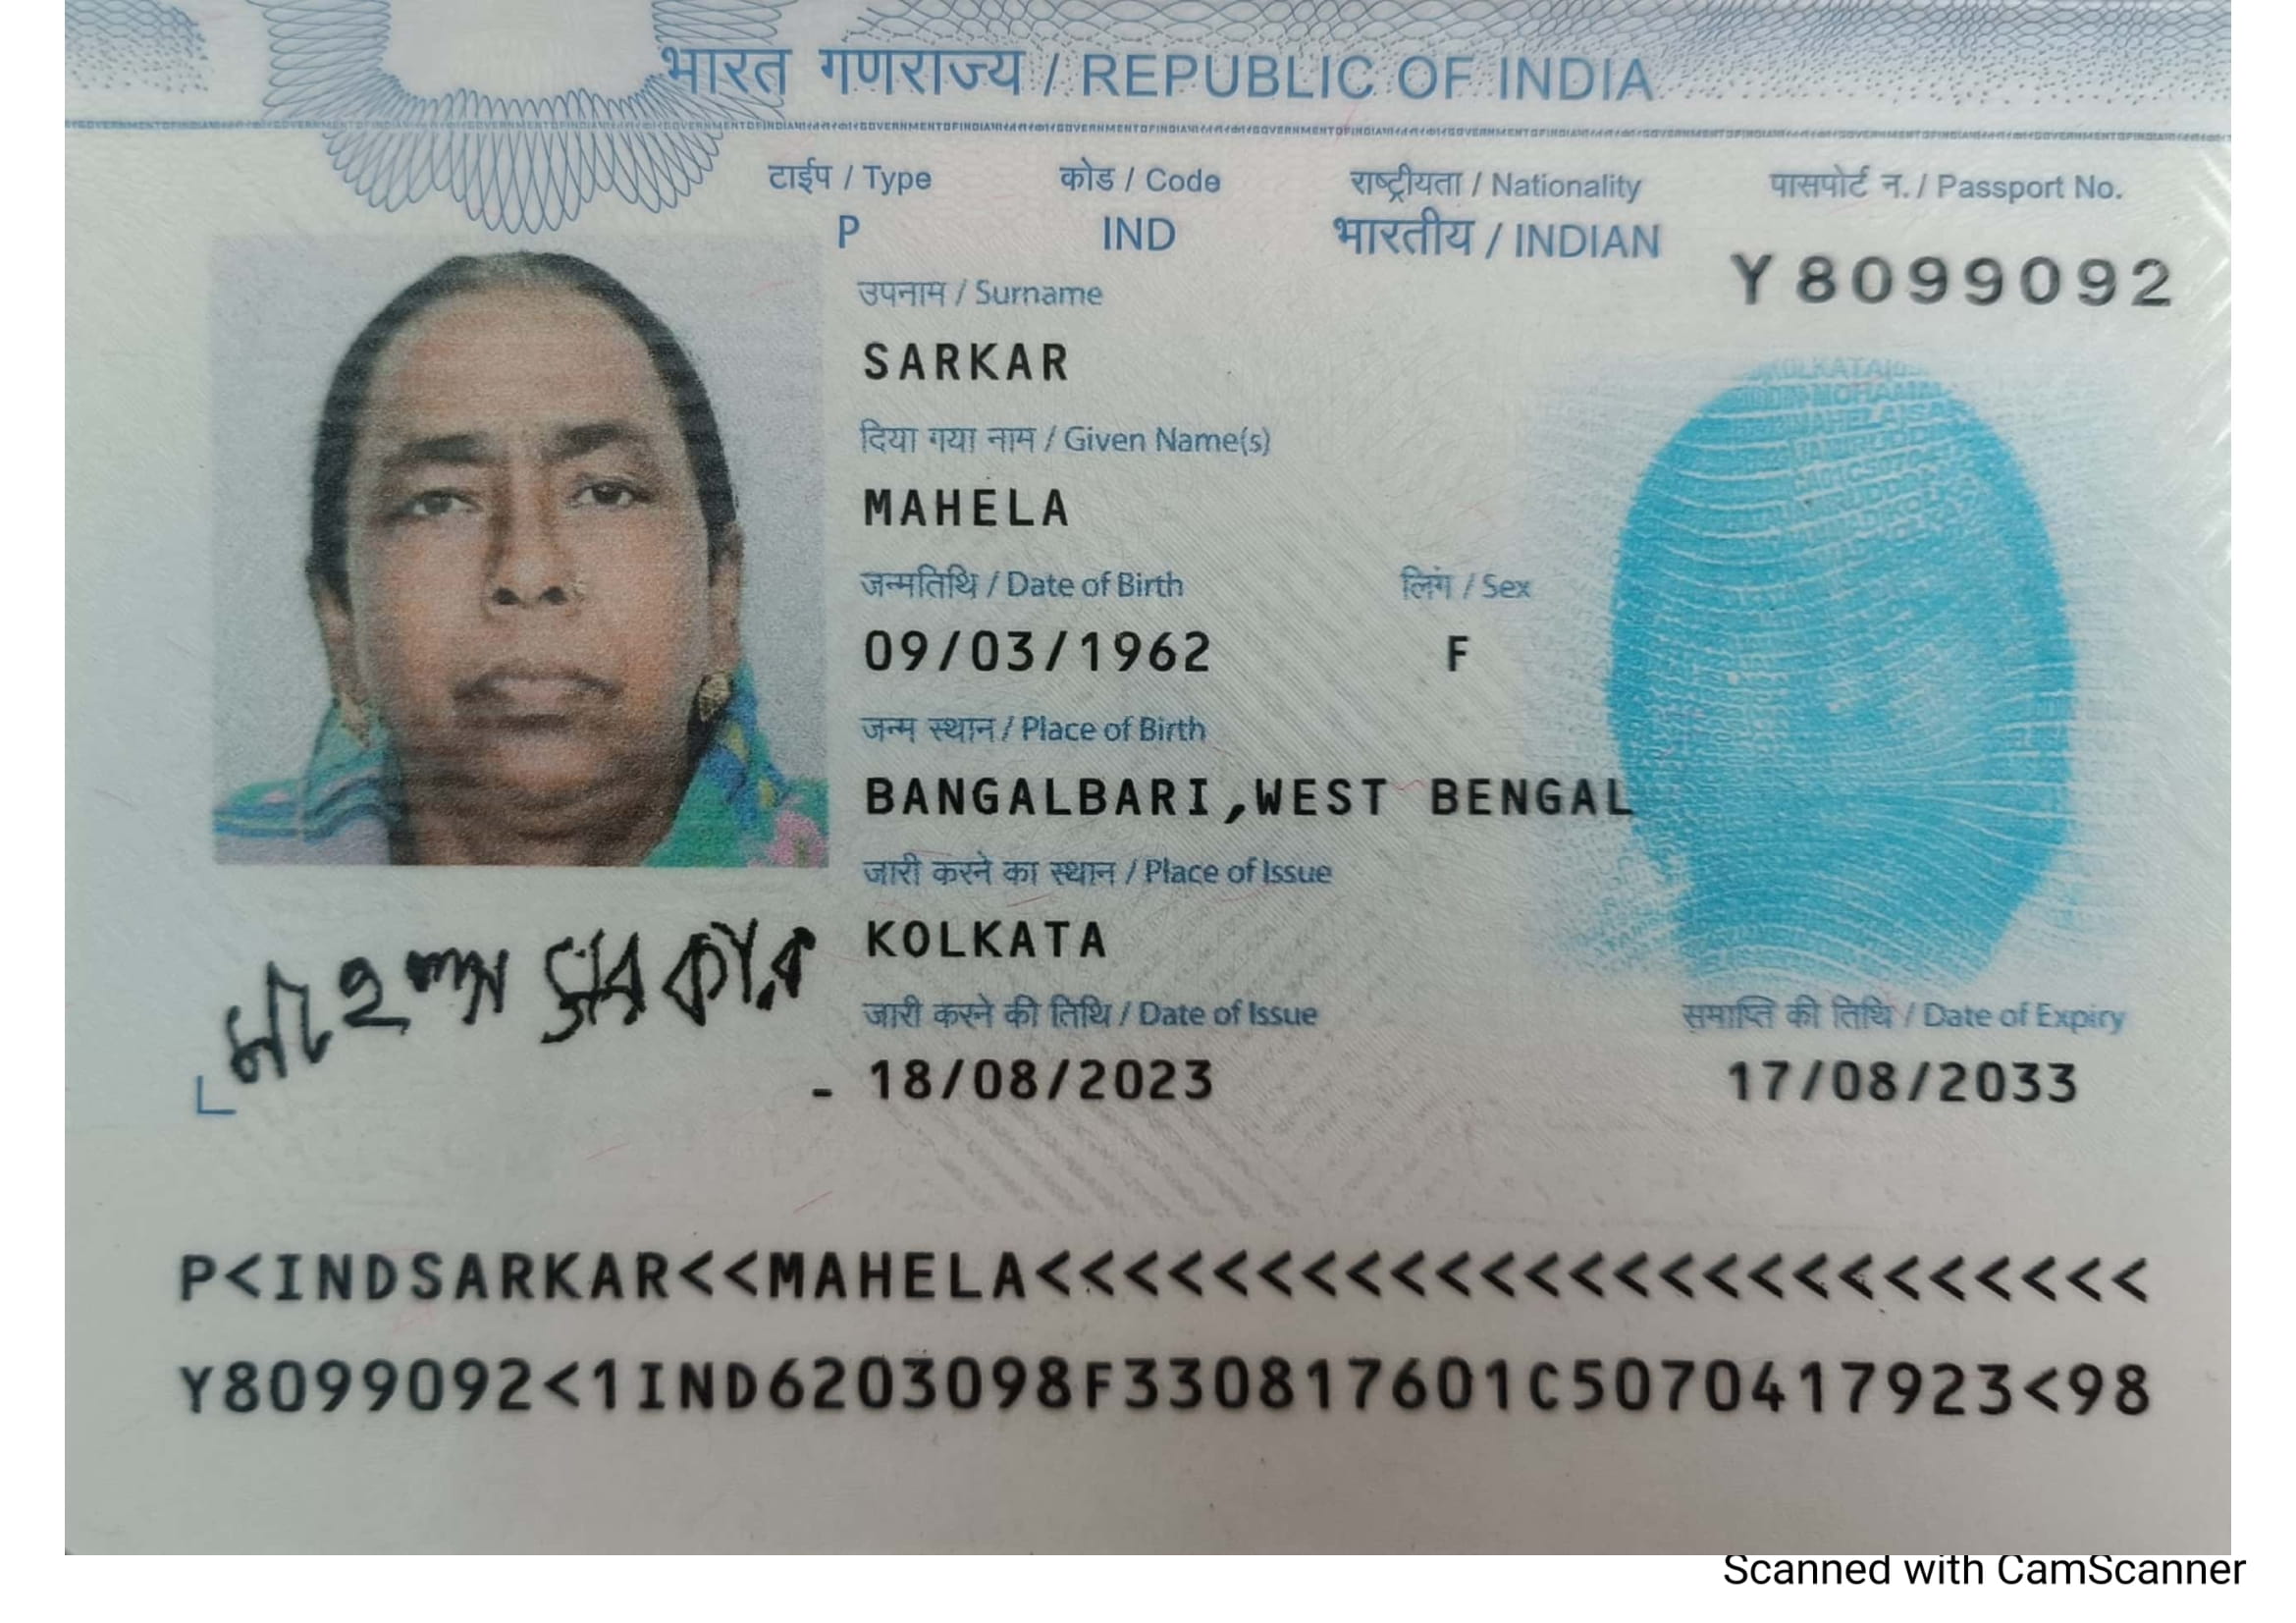 भारत गणराज्य / REPUBLIC OF INDIA
टाईप / Type
कोड / Code
राष्ट्रीयता / Nationality
पासपोर्ट न. / Passport No.
P
IND
भारतीय / INDIAN
Y8099092
उपनाम / Surname
SARKAR
दिया गया नाम / Given Name(s)
MAHELA
जन्मतिथि / Date of Birth
लिंग / Sex
09/03/1962
F
जन्म स्थान / Place of Birth
BANGALBARI,WEST BENGAL
जारी करने का स्थान / Place of Issue
KOLKATA
জারী करने की तिथि / Date of Issue
समाप्ति की तिथि / Date of Expiry
18/08/2023
17/08/2033
P<INDSARKAR<<MAHELA<<<<<<<<<<<<<<<<<<<<<<<<<
Y8099092<1IND6203098F330817601C5070417923<98
Scanned with CamScanner